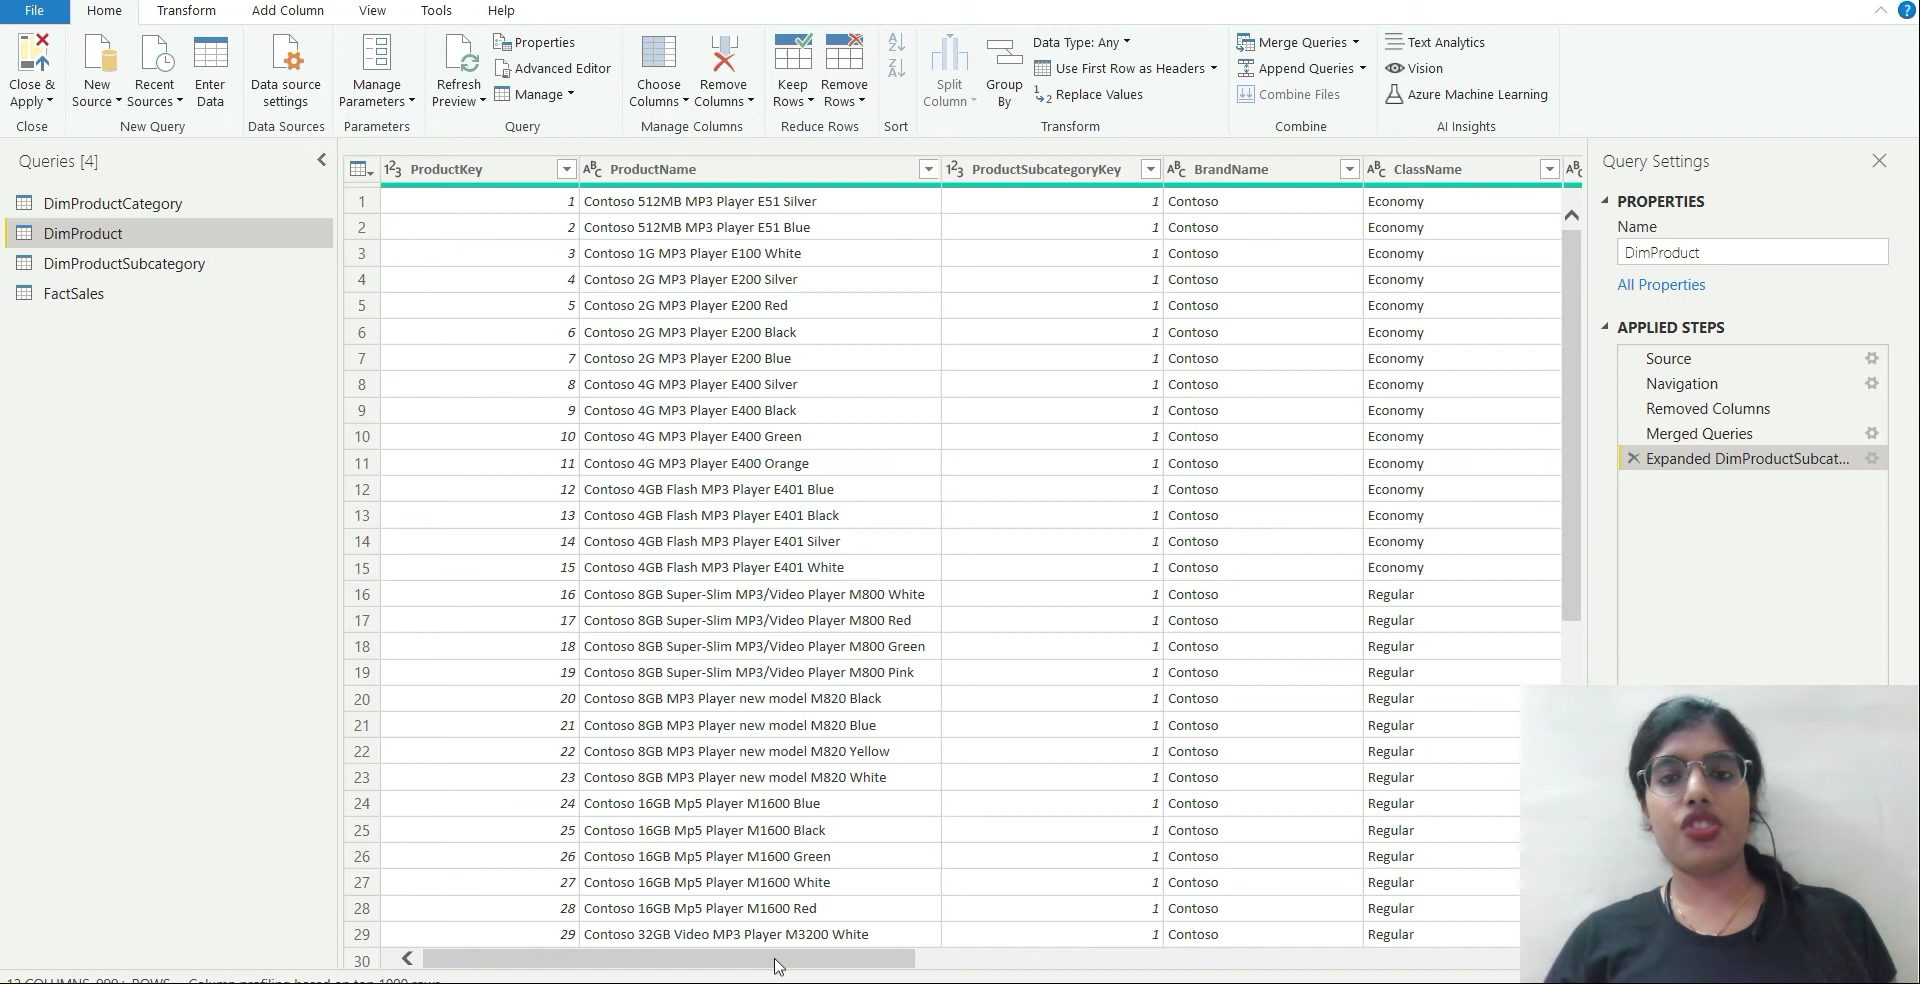 File Home Transform Add Column View Tools Help
Close & Apply
New Source
Recent Sources
Enter Data
Data source settings
Manage Parameters
Refresh Preview
Properties
Advanced Editor
Manage
Choose Columns
Remove Columns
Keep Rows
Remove Rows
Split Column
Group By
Data Type: Any
Use First Row as Headers
Replace Values
Merge Queries
Append Queries
Combine Files
Text Analytics
Vision
Azure Machine Learning
Close New Query Data Sources Parameters Query Manage Columns Reduce Rows Sort Transform Combine AI Insights
Queries [4]
DimProductCategory
DimProduct
DimProductSubcategory
FactSales
ProductKey ProductName ProductSubcategoryKey BrandName ClassName
1 1 Contoso 512MB MP3 Player E51 Silver 1 Contoso Economy
2 2 Contoso 512MB MP3 Player E51 Blue 1 Contoso Economy
3 3 Contoso 1G MP3 Player E100 White 1 Contoso Economy
4 4 Contoso 2G MP3 Player E200 Silver 1 Contoso Economy
5 5 Contoso 2G MP3 Player E200 Red 1 Contoso Economy
6 6 Contoso 2G MP3 Player E200 Black 1 Contoso Economy
7 7 Contoso 2G MP3 Player E200 Blue 1 Contoso Economy
8 8 Contoso 4G MP3 Player E400 Silver 1 Contoso Economy
9 9 Contoso 4G MP3 Player E400 Black 1 Contoso Economy
10 10 Contoso 4G MP3 Player E400 Green 1 Contoso Economy
11 11 Contoso 4G MP3 Player E400 Orange 1 Contoso Economy
12 12 Contoso 4GB Flash MP3 Player E401 Blue 1 Contoso Economy
13 13 Contoso 4GB Flash MP3 Player E401 Black 1 Contoso Economy
14 14 Contoso 4GB Flash MP3 Player E401 Silver 1 Contoso Economy
15 15 Contoso 4GB Flash MP3 Player E401 White 1 Contoso Economy
16 16 Contoso 8GB Super-Slim MP3/Video Player M800 White 1 Contoso Regular
17 17 Contoso 8GB Super-Slim MP3/Video Player M800 Red 1 Contoso Regular
18 18 Contoso 8GB Super-Slim MP3/Video Player M800 Green 1 Contoso Regular
19 19 Contoso 8GB Super-Slim MP3/Video Player M800 Pink 1 Contoso Regular
20 20 Contoso 8GB MP3 Player new model M820 Black 1 Contoso Regular
21 21 Contoso 8GB MP3 Player new model M820 Blue 1 Contoso Regular
22 22 Contoso 8GB MP3 Player new model M820 Yellow 1 Contoso Regular
23 23 Contoso 8GB MP3 Player new model M820 White 1 Contoso Regular
24 24 Contoso 16GB Mp5 Player M1600 Blue 1 Contoso Regular
25 25 Contoso 16GB Mp5 Player M1600 Black 1 Contoso Regular
26 26 Contoso 16GB Mp5 Player M1600 Green 1 Contoso Regular
27 27 Contoso 16GB Mp5 Player M1600 White 1 Contoso Regular
28 28 Contoso 16GB Mp5 Player M1600 Red 1 Contoso Regular
29 29 Contoso 32GB Video MP3 Player M3200 White 1 Contoso Regular
30
Query Settings
PROPERTIES
Name
DimProduct
All Properties
APPLIED STEPS
Source
Navigation
Removed Columns
Merged Queries
Expanded DimProductSubcat...